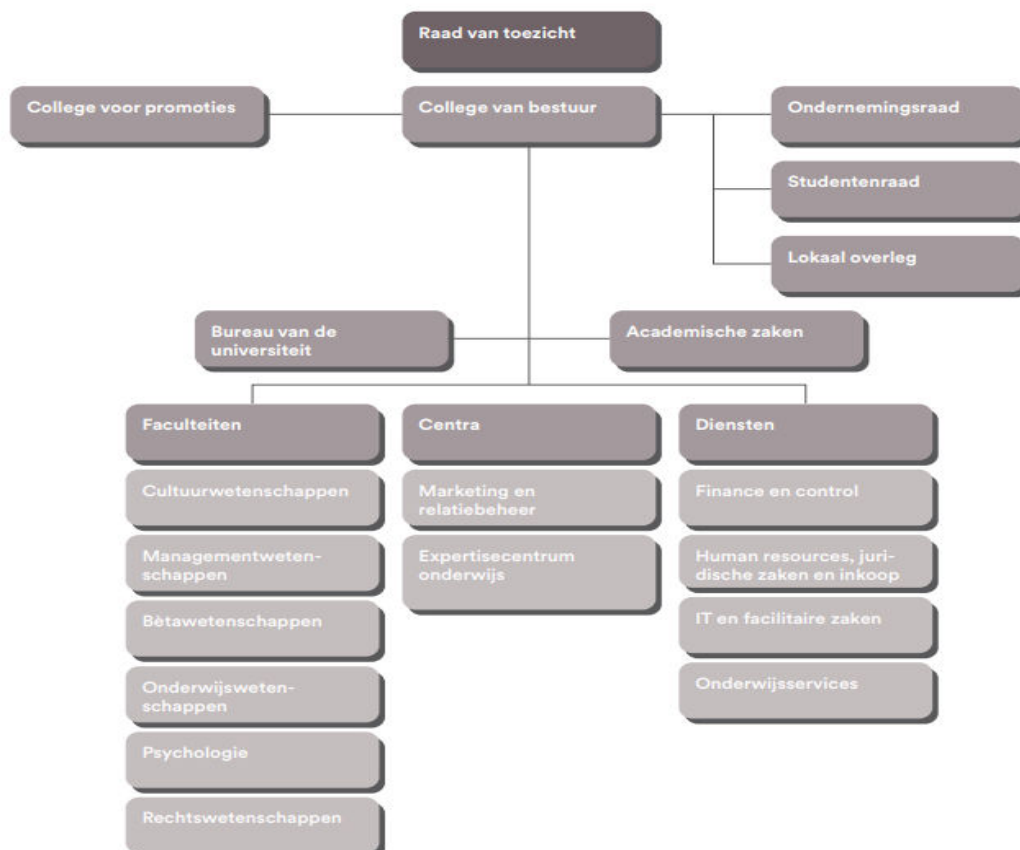 Raad van toezicht
College voor promoties
College van bestuur
Ondernemingsraad
Studentenraad
Lokaal overleg
Bureau van de
universiteit
Academische zaken
Faculteiten
Cultuurwetenschappen
Managementweten-
schappen
Bètawetenschappen
Onderwijsweten-
schappen
Psychologie
Rechtswetenschappen
Centra
Marketing en
relatiebeheer
Expertisecentrum
onderwijs
Diensten
Finance en control
Human resources, juri-
dische zaken en inkoop
IT en facilitaire zaken
Onderwijsservices